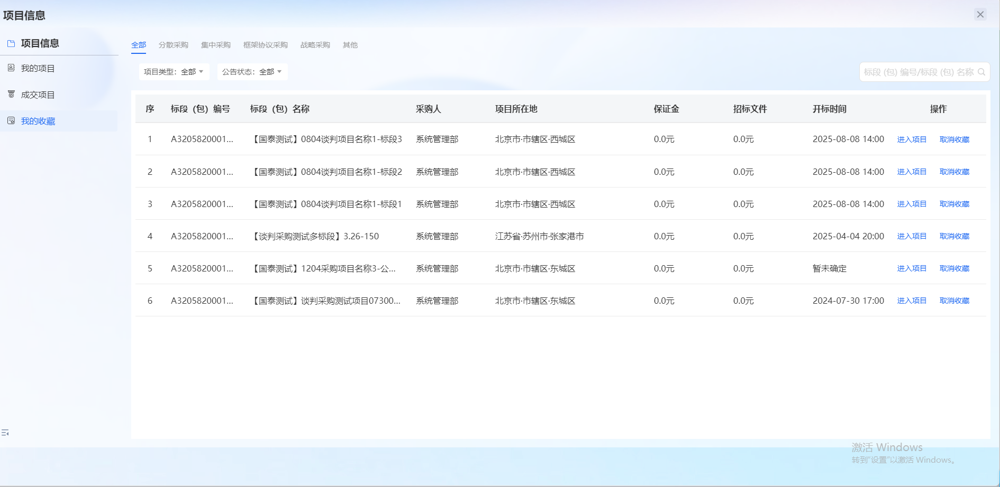 项目信息
项目信息
我的项目
成交项目
我的收藏
全部 分散采购 集中采购 框架协议采购 战略采购 其他
项目类型：全部 公告状态：全部 标段 (包) 编号/标段 (包) 名称
序 标段（包）编号 标段（包）名称 采购人 项目所在地 保证金 招标文件 开标时间 操作
1 A3205820001... 【国泰测试】0804谈判项目名称1-标段3 系统管理部 北京市·市辖区·西城区 0.0元 0.0元 2025-08-08 14:00 进入项目 取消收藏
2 A3205820001... 【国泰测试】0804谈判项目名称1-标段2 系统管理部 北京市·市辖区·西城区 0.0元 0.0元 2025-08-08 14:00 进入项目 取消收藏
3 A3205820001... 【国泰测试】0804谈判项目名称1-标段1 系统管理部 北京市·市辖区·西城区 0.0元 0.0元 2025-08-08 14:00 进入项目 取消收藏
4 A3205820001... 【谈判采购测试多标段】3.26-150 系统管理部 江苏省·苏州市·张家港市 0.0元 0.0元 2025-04-04 20:00 进入项目 取消收藏
5 A3205820001... 【国泰测试】1204采购项目名称3-公... 系统管理部 北京市·市辖区·东城区 0.0元 0.0元 暂未确定 进入项目 取消收藏
6 A3205820001... 【国泰测试】谈判采购测试项目07300... 系统管理部 北京市·市辖区·东城区 0.0元 0.0元 2024-07-30 17:00 进入项目 取消收藏
激活 Windows
转到“设置”以激活 Windows。